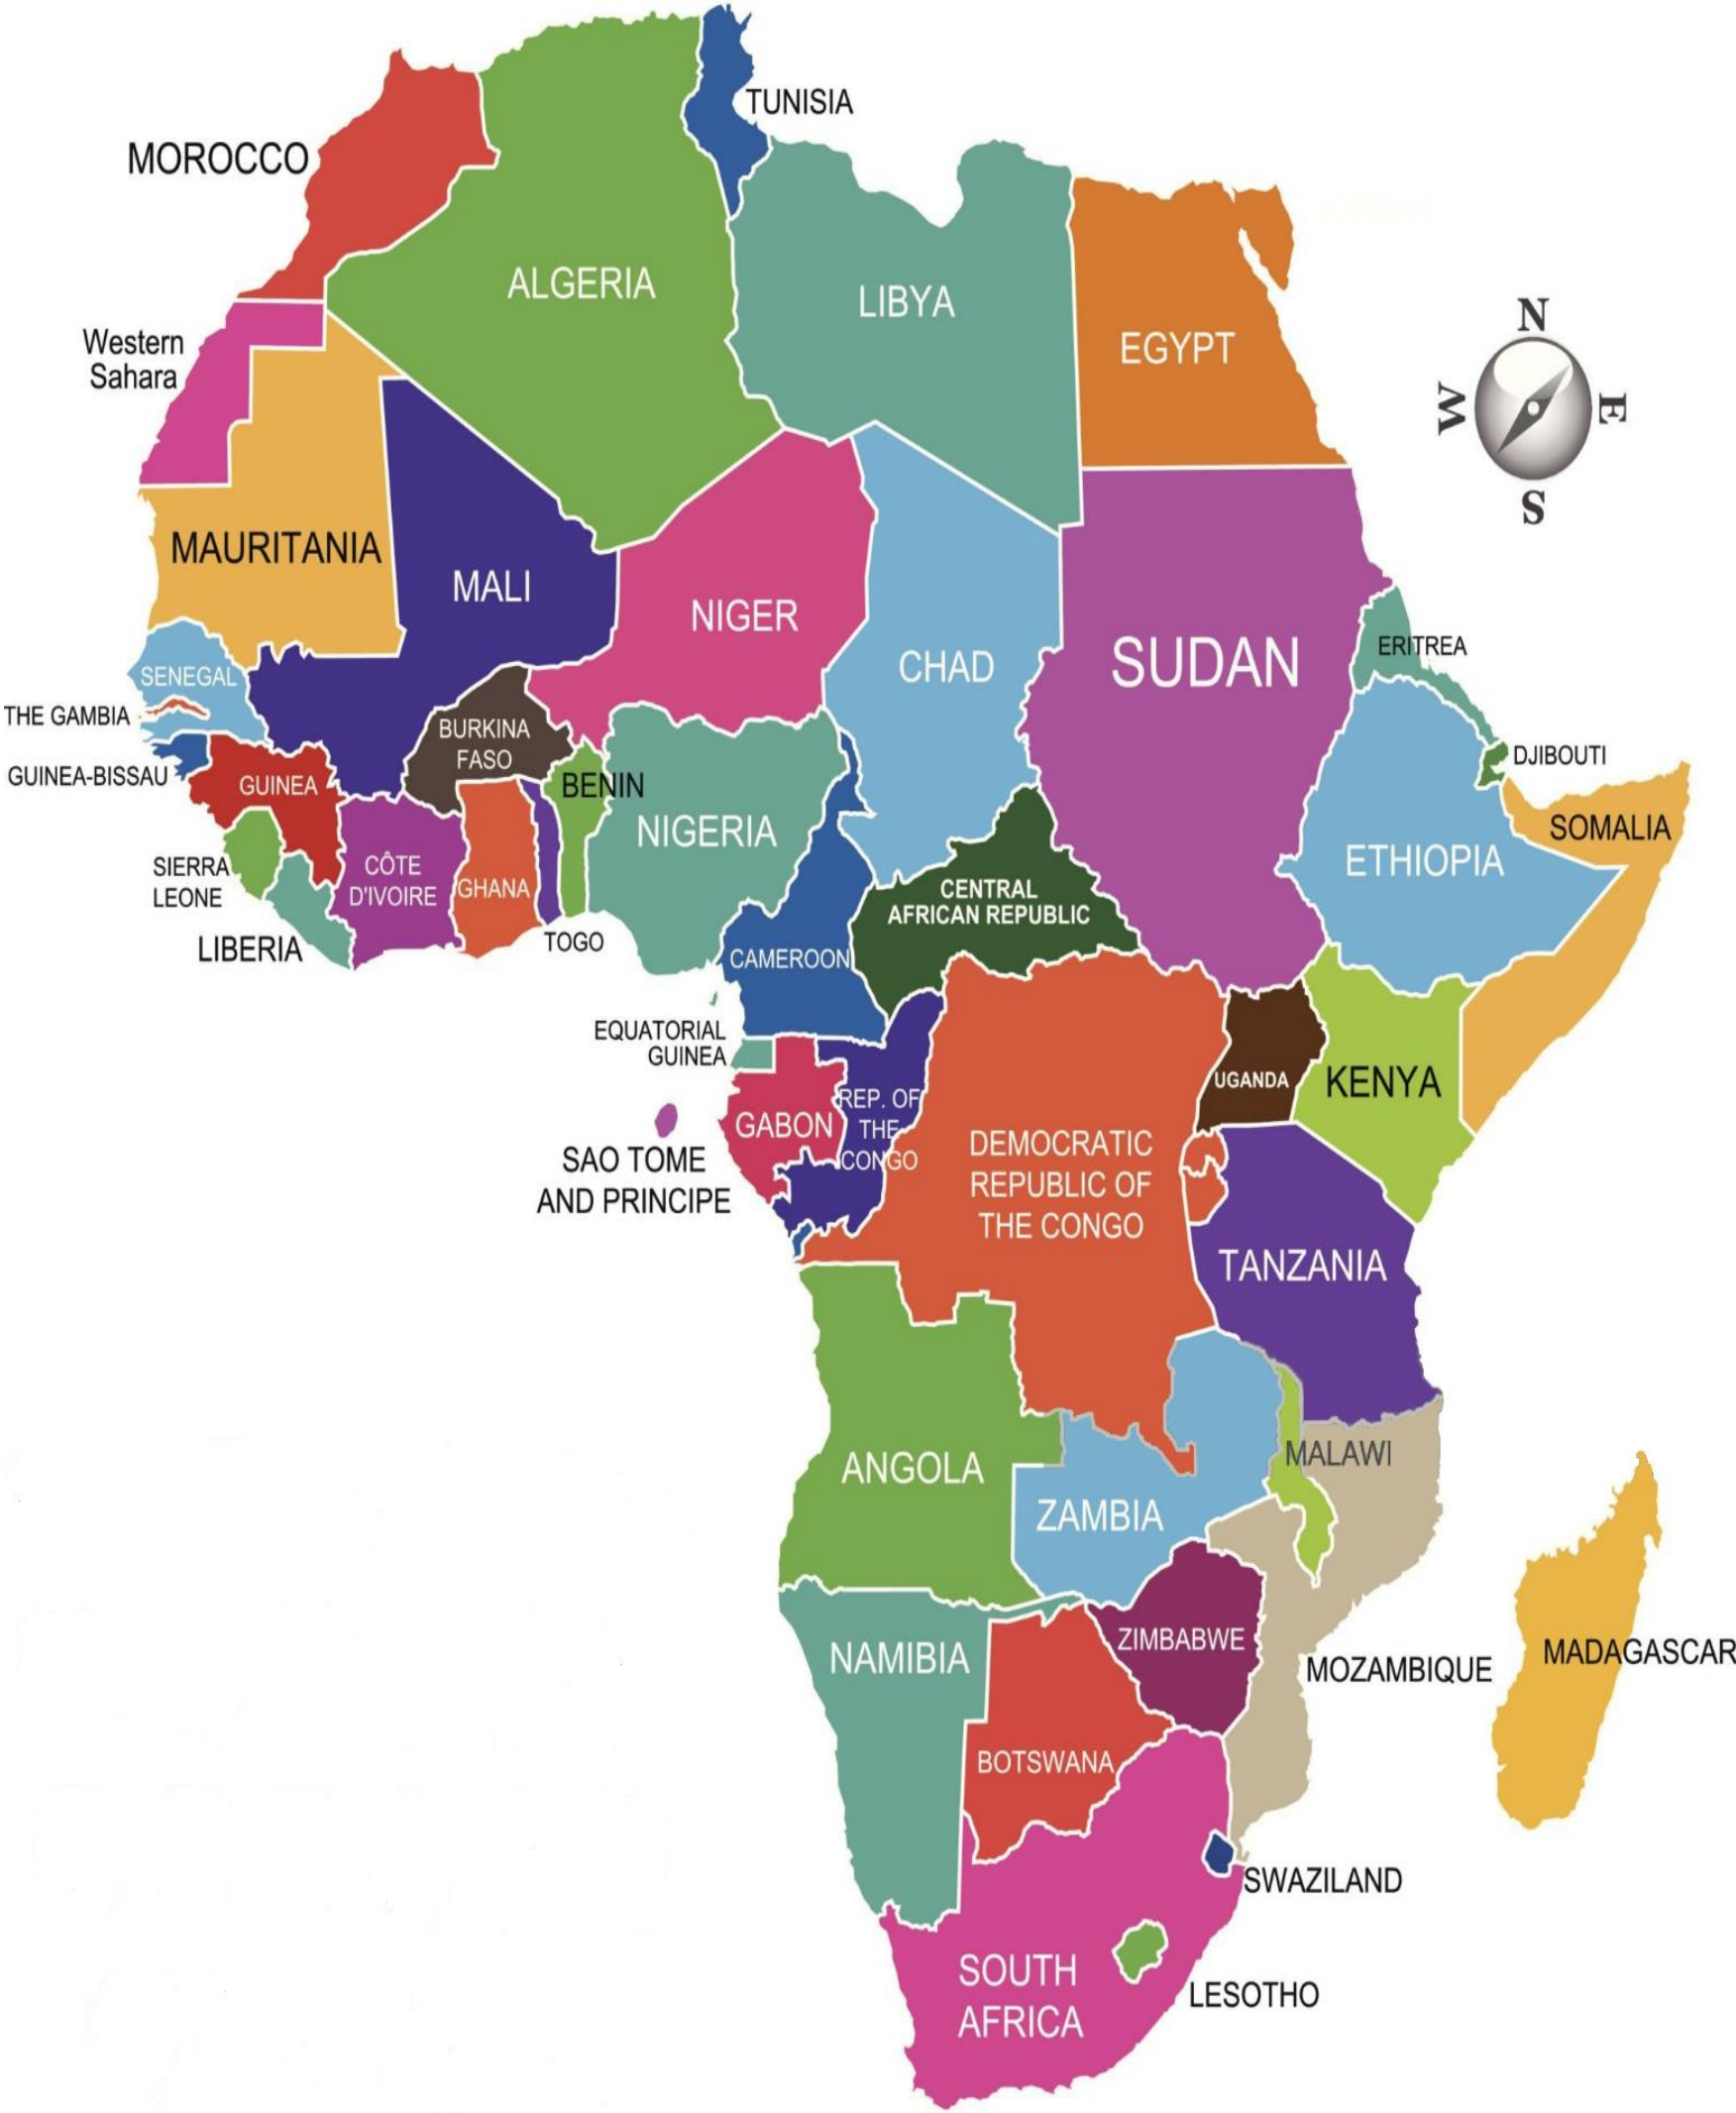 TUNISIA
MOROCCO
ALGERIA
LIBYA
EGYPT
N
W
E
S
Western
Sahara
MAURITANIA
MALI
NIGER
CHAD
SUDAN
ERITREA
SENEGAL
THE GAMBIA
BURKINA
FASO
DJIBOUTI
GUINEA-BISSAU
GUINEA
BENIN
NIGERIA
SOMALIA
ETHIOPIA
SIERRA
LEONE
CÔTE
D'IVOIRE
GHANA
CENTRAL
AFRICAN REPUBLIC
LIBERIA
TOGO
CAMEROON
EQUATORIAL
GUINEA
UGANDA
KENYA
GABON
REP. OF
THE
CONGO
DEMOCRATIC
REPUBLIC OF
THE CONGO
SAO TOME
AND PRINCIPE
TANZANIA
ANGOLA
MALAWI
ZAMBIA
ZIMBABWE
NAMIBIA
MOZAMBIQUE
MADAGASCAR
BOTSWANA
SWAZILAND
SOUTH
AFRICA
LESOTHO